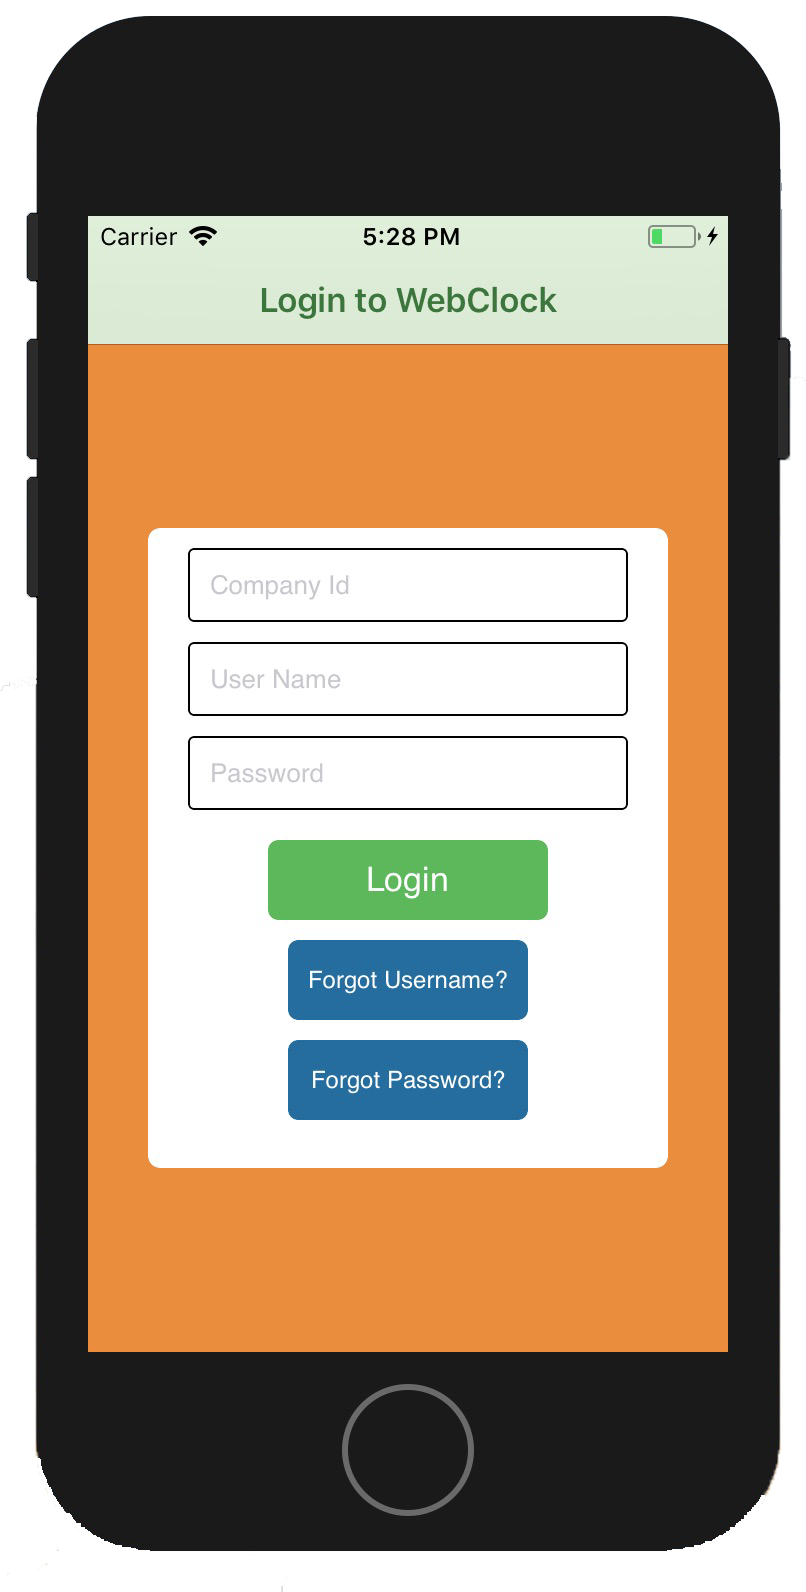 Carrier 5:28 PM
Login to WebClock
Company Id
User Name
Password
Login
Forgot Username?
Forgot Password?